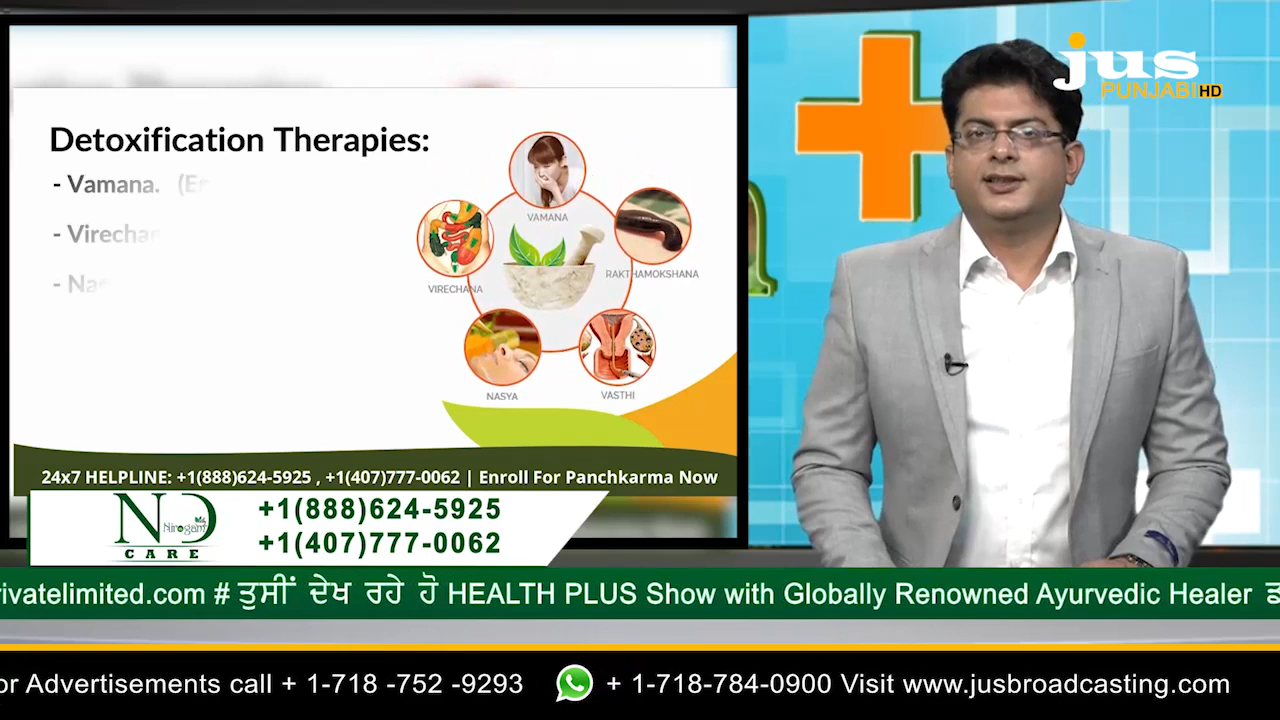 jus
PUNJABI HD
Detoxification Therapies:
- Vamana. (E
- Virecha
- Na
VAMANA
RAKTHAMOKSHANA
VIRECHANA
NASYA
VASTHI
24x7 HELPLINE: +1(888)624-5925 , +1(407)777-0062 | Enroll For Panchkarma Now
ND
Nirogam
CARE
+1(888)624-5925
+1(407)777-0062
rivatelimited.com # ਤੁਸੀਂ ਦੇਖ ਰਹੇ ਹੋ HEALTH PLUS Show with Globally Renowned Ayurvedic Healer
or Advertisements call + 1-718 -752 -9293 + 1-718-784-0900 Visit www.jusbroadcasting.com